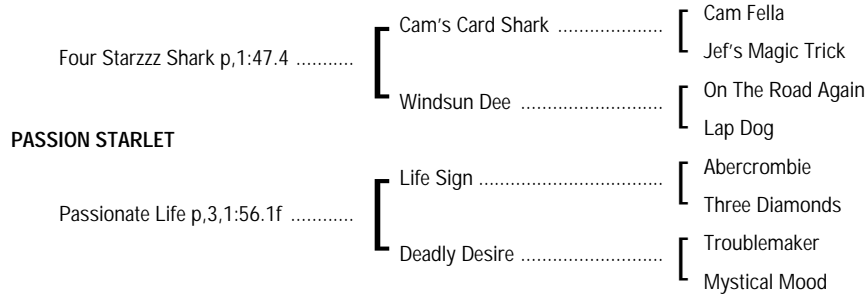 Cam Fella
Cam's Card Shark .....................
Jef's Magic Trick
Four Starzzz Shark p,1:47.4 ...........
On The Road Again
Windsun Dee ...........................
Lap Dog
PASSION STARLET
Abercrombie
Life Sign ...................................
Three Diamonds
Passionate Life p,3,1:56.1f ............
Troublemaker
Deadly Desire ......................
Mystical Mood